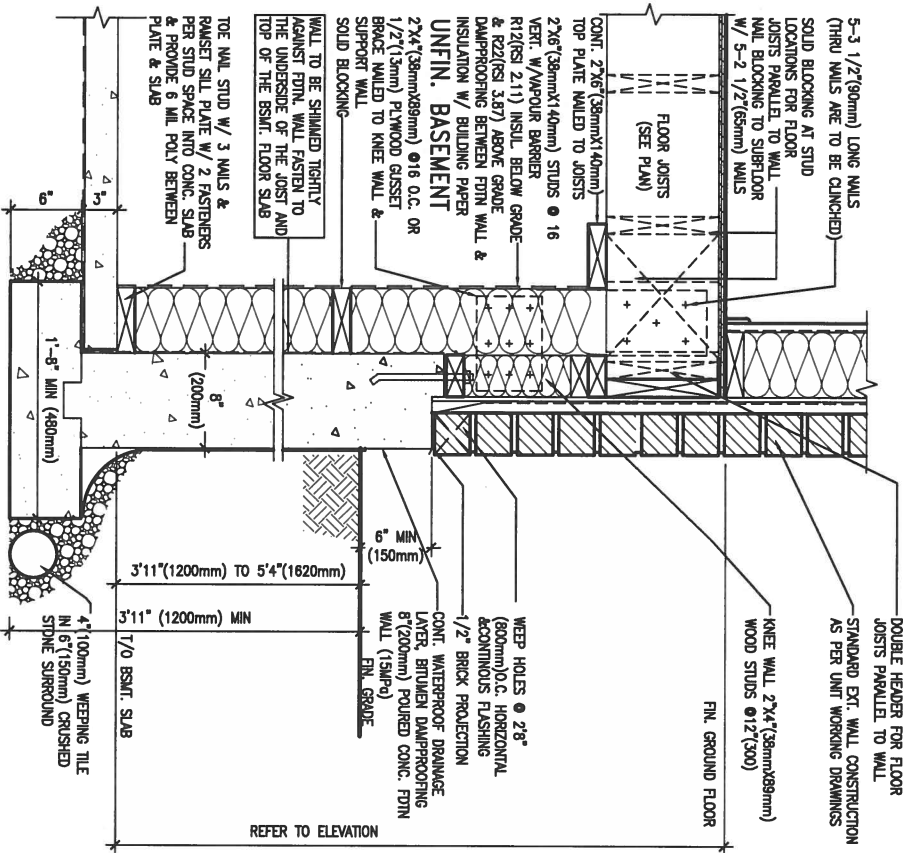 5-3 1/2"(90mm) LONG NAILS
(THRU NAILS ARE TO BE CLINCHED)
SOLID BLOCKING AT STUD
LOCATIONS FOR FLOOR
JOISTS PARALLEL TO WALL
NAIL BLOCKING TO SUBFLOOR
W/ 5-2 1/2"(65mm) NAILS
FLOOR JOISTS
(SEE PLAN)
CONT. 2"X6"(38mmX140mm)
TOP PLATE NAILED TO JOISTS
2"X6"(38mmX140mm) STUDS @ 16
VERT. W/VAPOUR BARRIER
R12(RSI 2.11) INSUL. BELOW GRADE
& R22(RSI 3.87) ABOVE GRADE
DAMPPROOFING BETWEEN FDTN WALL &
INSULATION W/ BUILDING PAPER
UNFIN. BASEMENT
2"X4"(38mmX89mm) @16 O.C. OR
1/2"(13mm) PLYWOOD GUSSET
BRACE NAILED TO KNEE WALL &
SUPPORT WALL
SOLID BLOCKING
WALL TO BE SHIMMED TIGHTLY
AGAINST FDTN. WALL FASTEN TO
THE UNDERSIDE OF THE JOIST AND
TOP OF THE BSMT. FLOOR SLAB
TOE NAIL STUD W/ 3 NAILS &
RAMSET SILL PLATE W/ 2 FASTENERS
PER STUD SPACE INTO CONC. SLAB
& PROVIDE 6 MIL POLY BETWEEN
PLATE & SLAB
3"
6"
1'-6" MIN (480mm)
8"
(200mm)
DOUBLE HEADER FOR FLOOR
JOISTS PARALLEL TO WALL
STANDARD EXT. WALL CONSTRUCTION
AS PER UNIT WORKING DRAWINGS
KNEE WALL 2"X4"(38mmX89mm)
WOOD STUDS @12"(300)
FIN. GROUND FLOOR
WEEP HOLES @ 2'8"
(800mm)O.C. HORIZONTAL
&CONTINOUS FLASHING
1/2" BRICK PROJECTION
CONT. WATERPROOF DRAINAGE
LAYER, BITUMEN DAMPPROOFING
8"(200mm) POURED CONC. FDTN
WALL (15MPa)
FIN. GRADE
6" MIN
(150mm)
3'11"(1200mm) TO 5'4"(1620mm)
3'11" (1200mm) MIN
T/O BSMT. SLAB
4"(100mm) WEEPING TILE
IN 6"(150mm) CRUSHED
STONE SURROUND
REFER TO ELEVATION